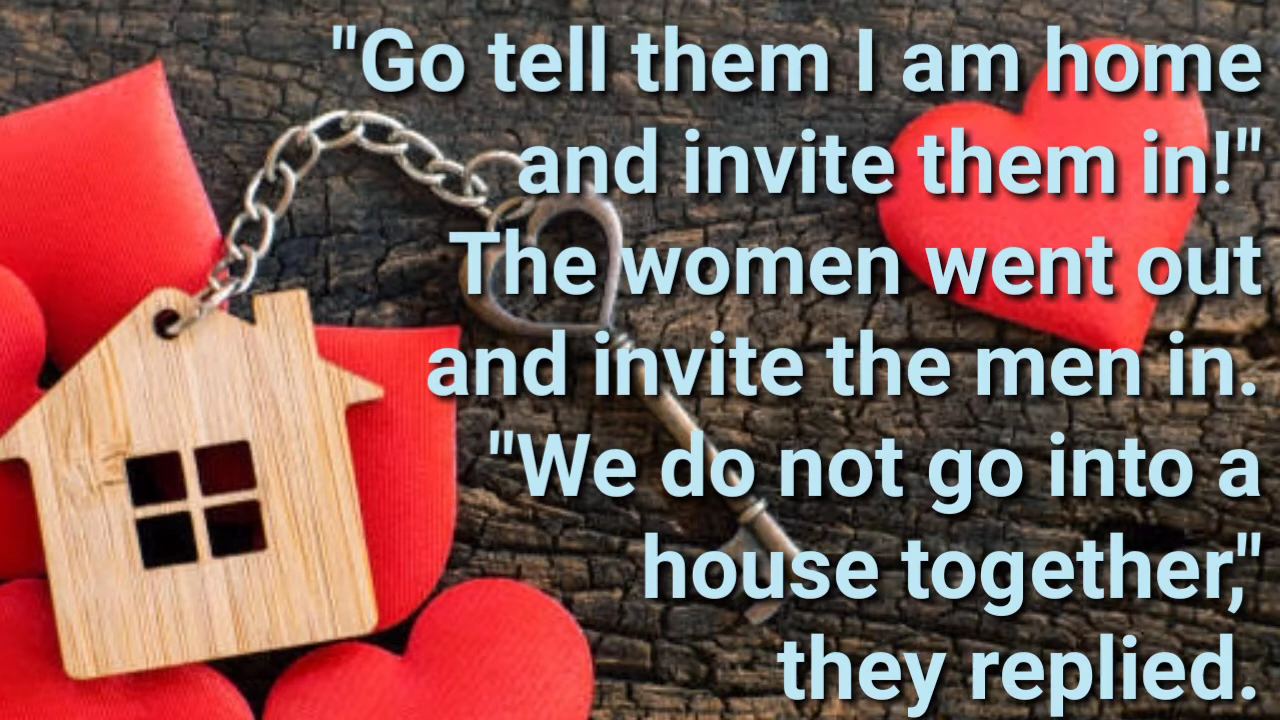 "Go tell them I am home
and invite them in!"
The women went out
and invite the men in.
"We do not go into a
house together,"
they replied.